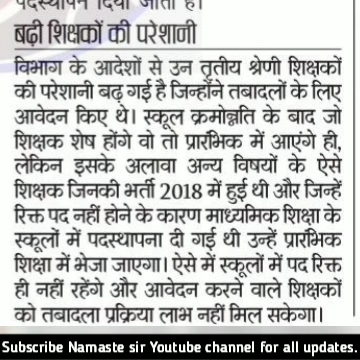 पदस्थापन दिया जाता है।
बढ़ी शिक्षकों की परेशानी
विभाग के आदेशों से उन तृतीय श्रेणी शिक्षकों
की परेशानी बढ़ गई है जिन्होंने तबादलों के लिए
आवेदन किए थे। स्कूल क्रमोन्नति के बाद जो
शिक्षक शेष होंगे वो तो प्रारंभिक में आएंगे ही,
लेकिन इसके अलावा अन्य विषयों के ऐसे
शिक्षक जिनकी भर्ती 2018 में हुई थी और जिन्हें
रिक्त पद नहीं होने के कारण माध्यमिक शिक्षा के
स्कूलों में पदस्थापना दी गई थी उन्हें प्रारंभिक
शिक्षा में भेजा जाएगा। ऐसे में स्कूलों में पद रिक्त
ही नहीं रहेंगे और आवेदन करने वाले शिक्षकों
को तबादला प्रक्रिया लाभ नहीं मिल सकेगा।
Subscribe Namaste sir Youtube channel for all updates.